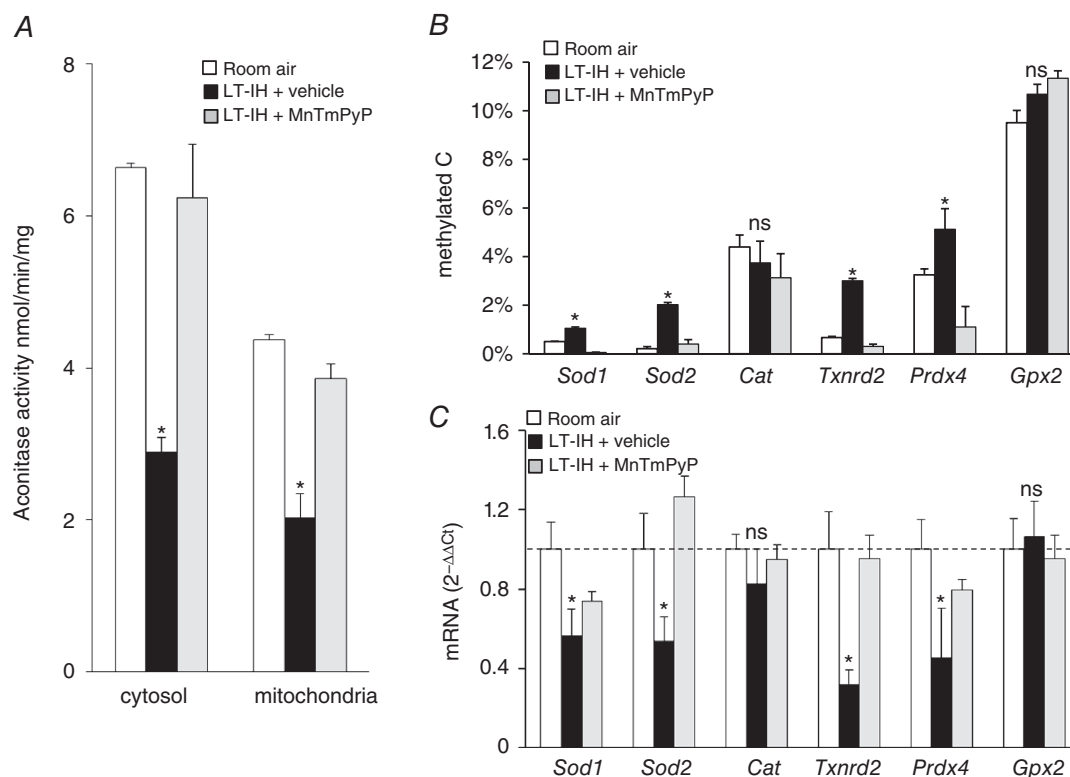 A
Aconitase activity nmol/min/mg
8
6
4
2
0
Room air
LT-IH + vehicle
LT-IH + MnTmPyP
*
*
cytosol
mitochondria
B
methylated C
12%
10%
8%
6%
4%
2%
0%
Room air
LT-IH + vehicle
LT-IH + MnTmPyP
*
*
ns
*
*
ns
Sod1
Sod2
Cat
Txnrd2
Prdx4
Gpx2
C
mRNA (2−ΔΔCt)
1.6
1.2
0.8
0.4
0
Room air
LT-IH + vehicle
LT-IH + MnTmPyP
*
*
ns
*
*
ns
Sod1
Sod2
Cat
Txnrd2
Prdx4
Gpx2